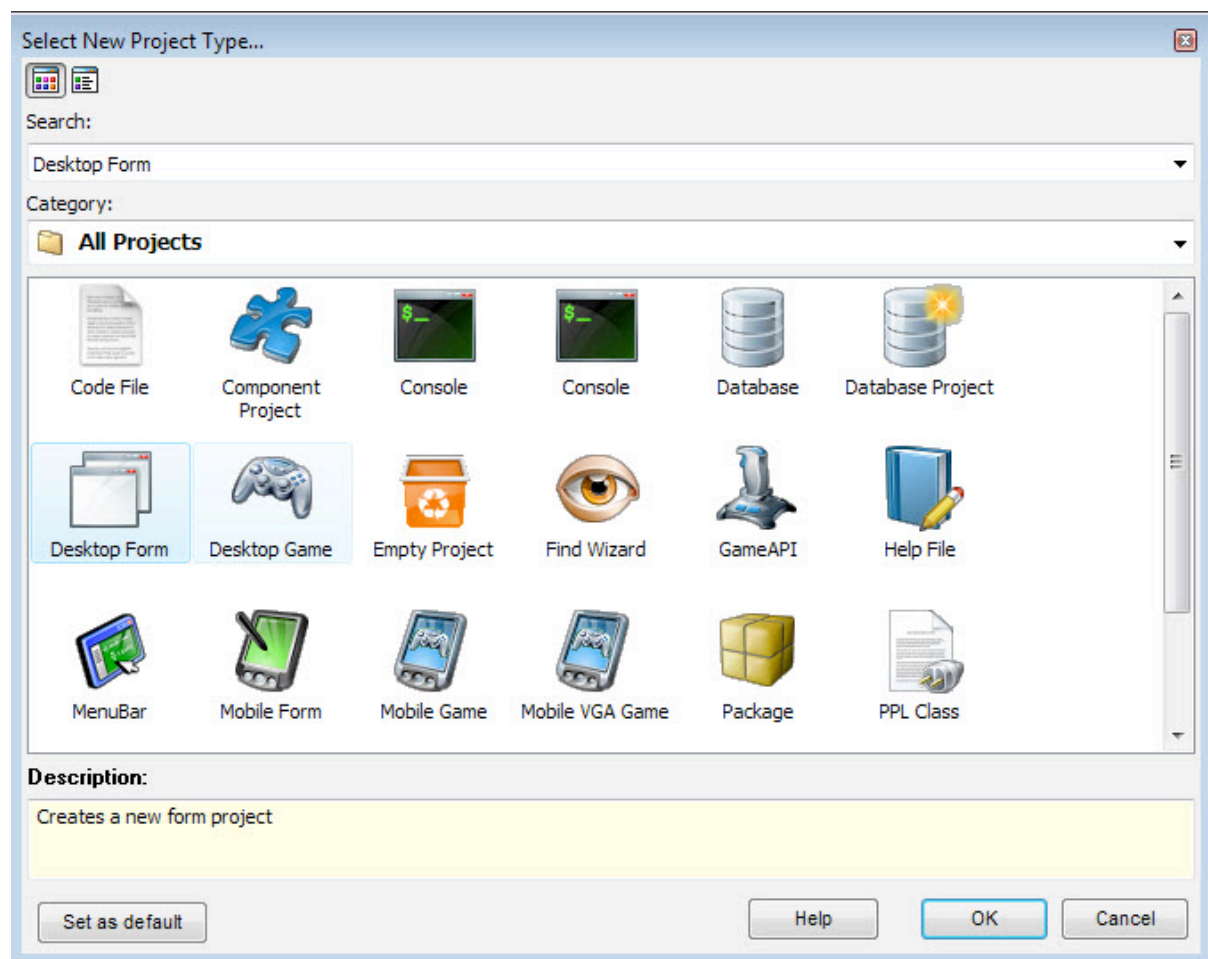 Select New Project Type...
Search:
Desktop Form
Category:
All Projects
$_ $_
Code File Component Project Console Console Database Database Project
Desktop Form Desktop Game Empty Project Find Wizard GameAPI Help File
MenuBar Mobile Form Mobile Game Mobile VGA Game Package PPL Class
Description:
Creates a new form project
Set as default Help OK Cancel